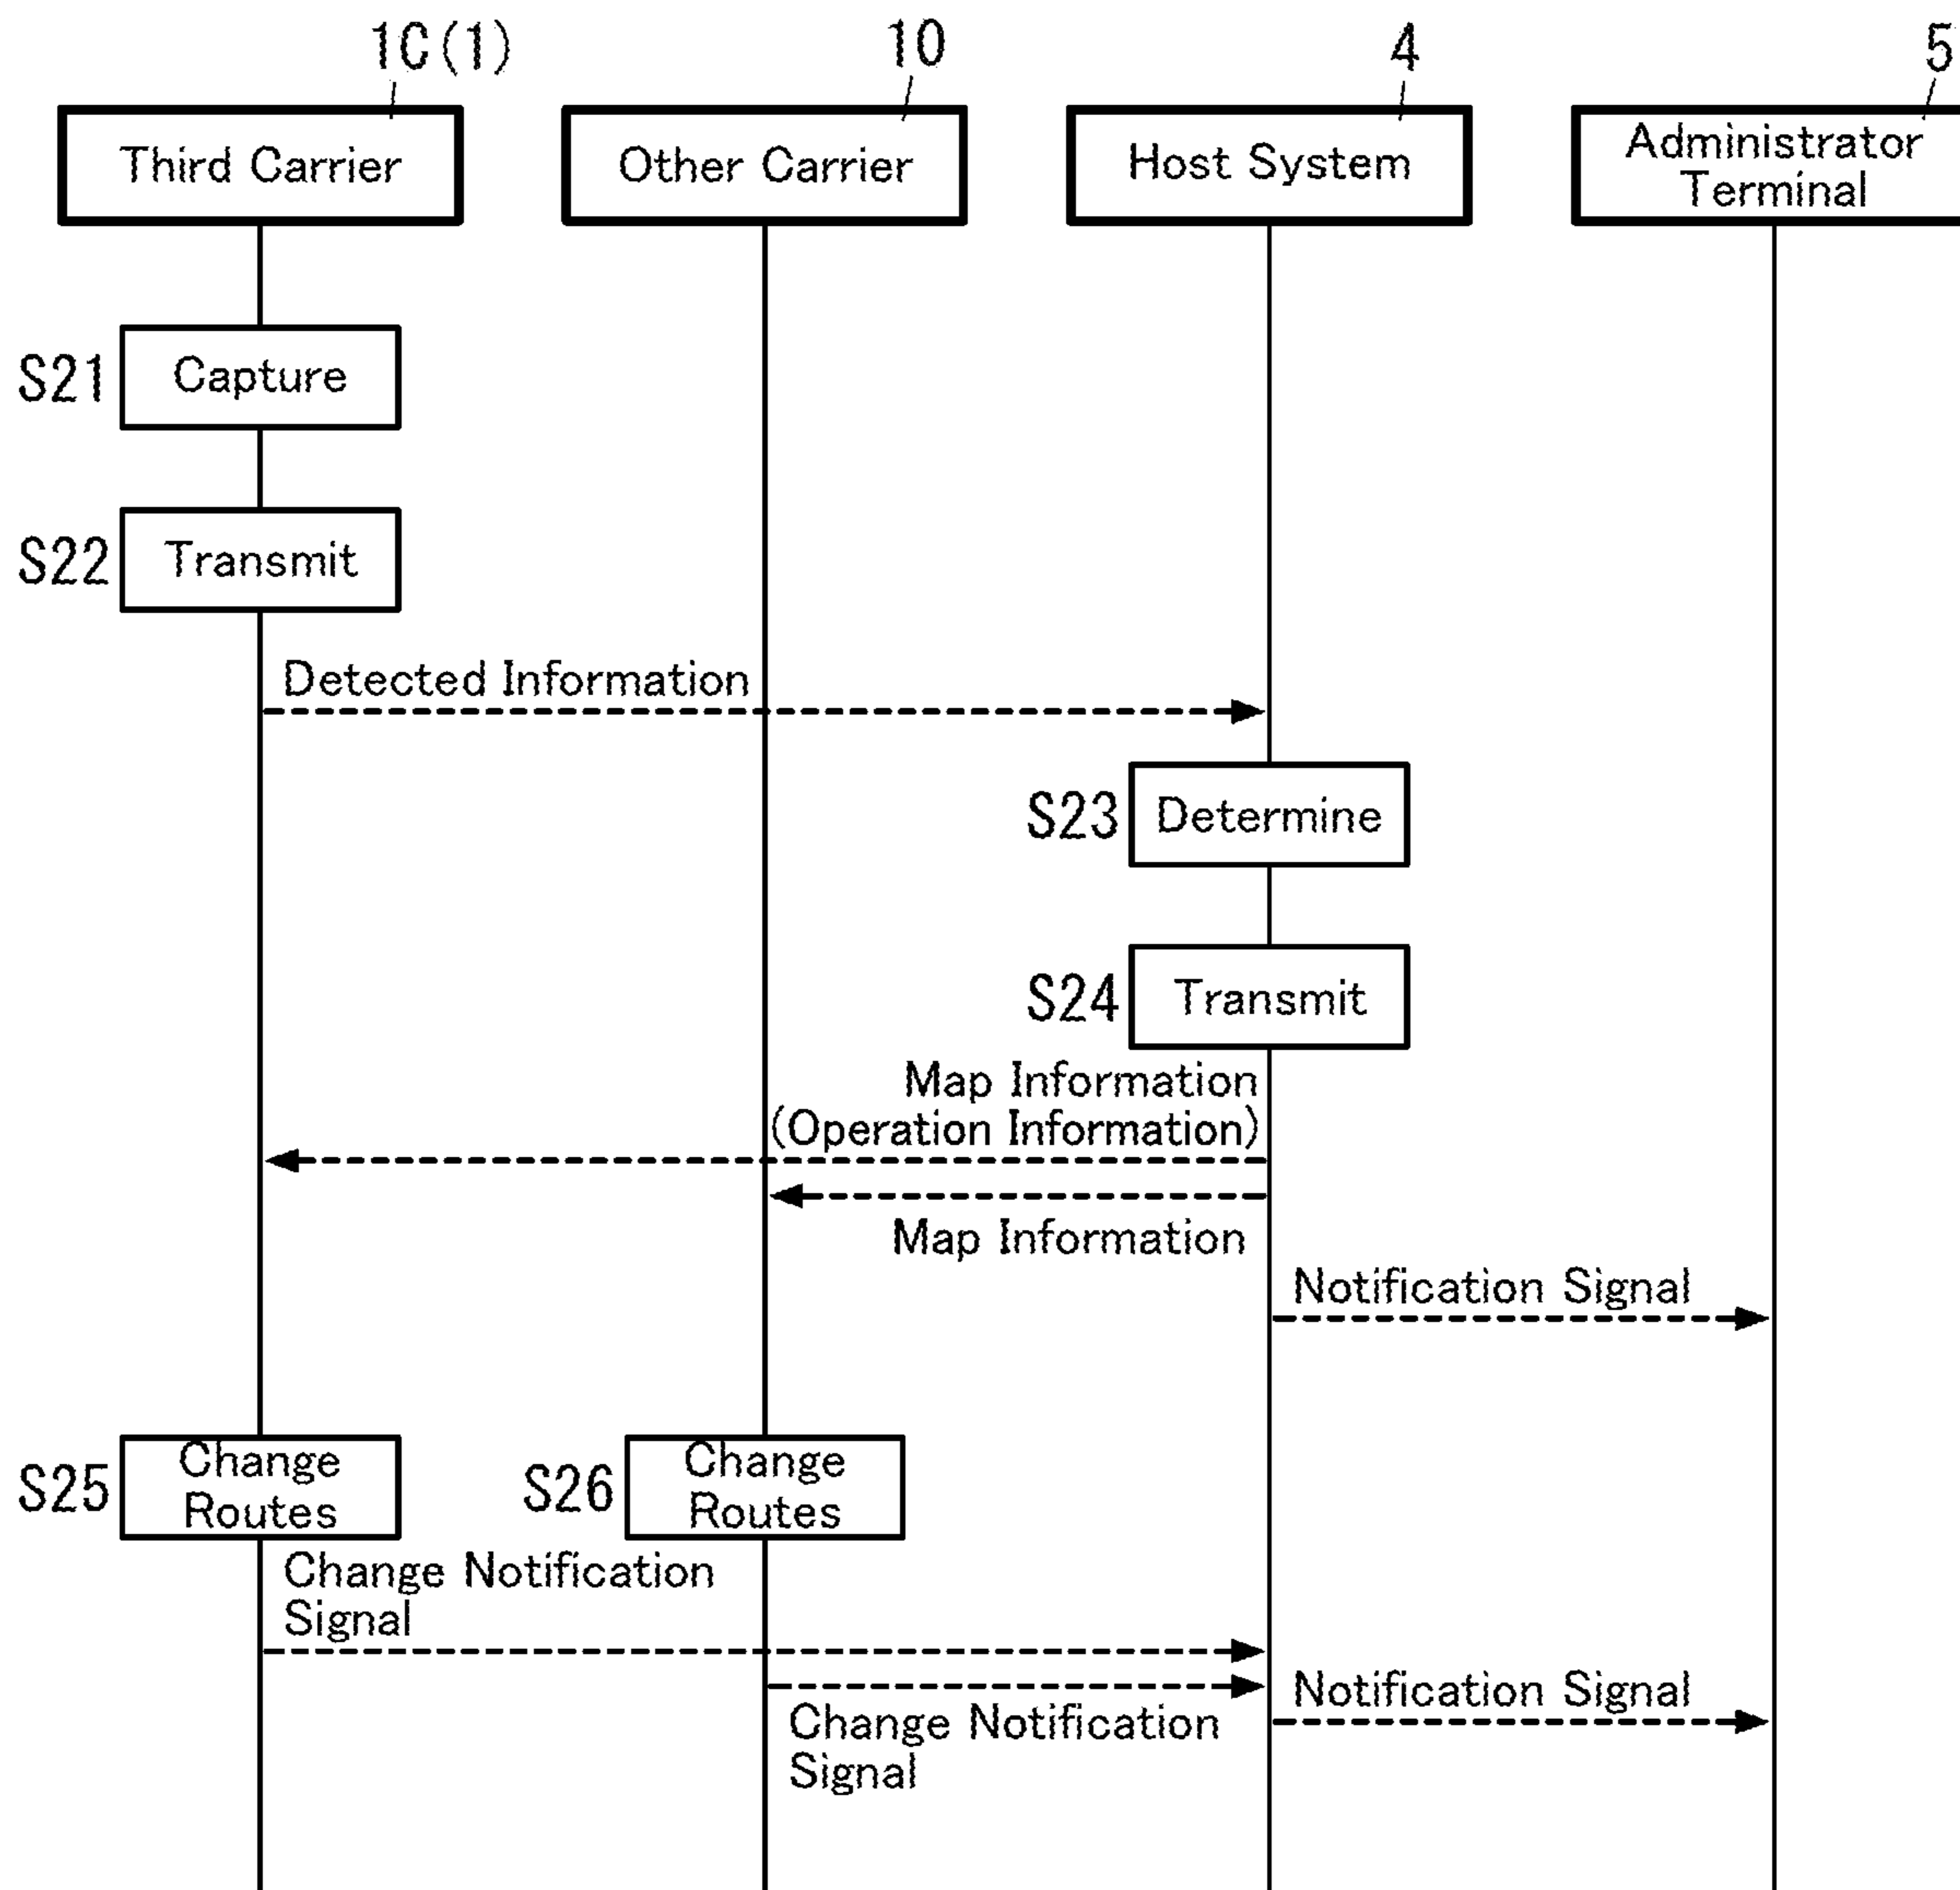 1C(1)
10
4
5
Third Carrier
Other Carrier
Host System
Administrator
Terminal
S21
Capture
S22
Transmit
Detected Information
S23
Determine
S24
Transmit
Map Information
(Operation Information)
Map Information
Notification Signal
S25
Change
Routes
S26
Change
Routes
Change Notification
Signal
Change Notification
Signal
Notification Signal